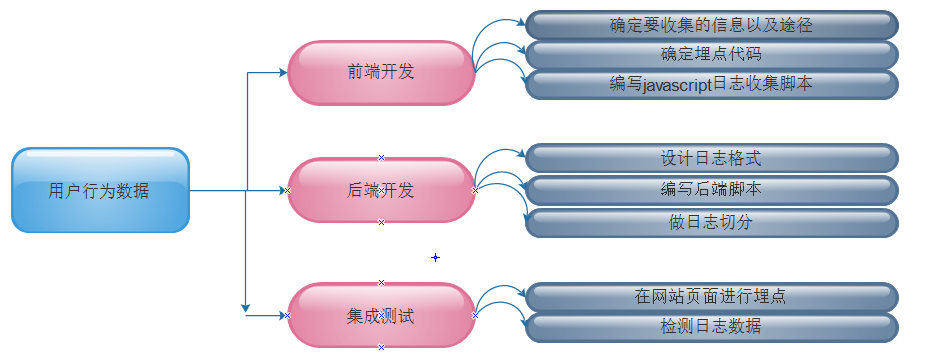 用户行为数据
前端开发
确定要收集的信息以及途径
确定埋点代码
编写javascript日志收集脚本
后端开发
设计日志格式
编写后端脚本
做日志切分
集成测试
在网站页面进行埋点
检测日志数据